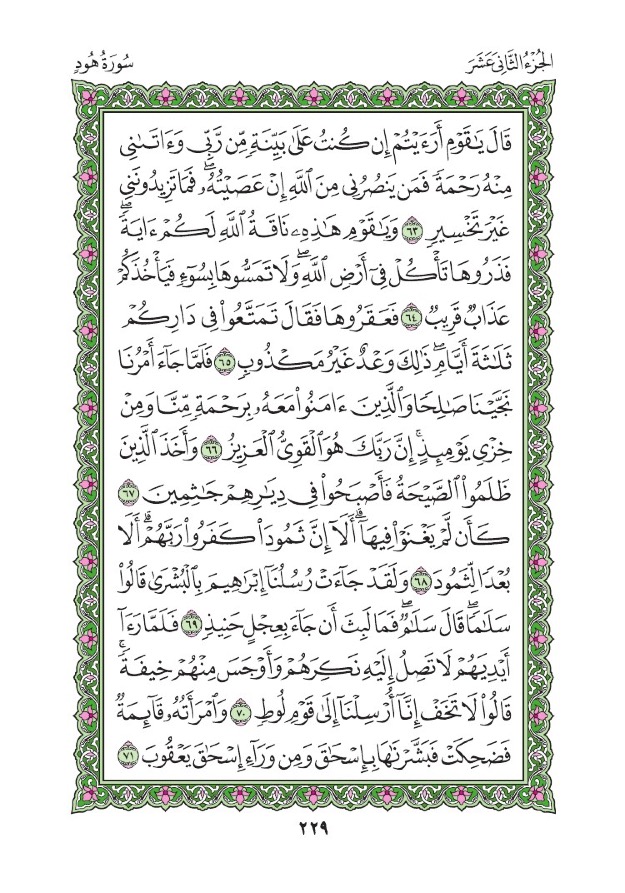 الجُزْءُ الثَّانِى عَشَرَ
سُورَةُ هُودٍ
قَالَ يَٰقَوْمِ أَرَءَيْتُمْ إِن كُنتُ عَلَىٰ بَيِّنَةٍ مِّن رَّبِّى وَءَاتَىٰنِى
مِنْهُ رَحْمَةً فَمَن يَنصُرُنِى مِنَ ٱللَّهِ إِنْ عَصَيْتُهُۥ ۖ فَمَا تَزِيدُونَنِى
غَيْرَ تَخْسِيرٍ ٦٣ وَيَٰقَوْمِ هَٰذِهِۦ نَاقَةُ ٱللَّهِ لَكُمْ ءَايَةً ۖ
فَذَرُوهَا تَأْكُلْ فِىٓ أَرْضِ ٱللَّهِ ۖ وَلَا تَمَسُّوهَا بِسُوٓءٍ فَيَأْخُذَكُمْ
عَذَابٌ قَرِيبٌ ٦٤ فَعَقَرُوهَا فَقَالَ تَمَتَّعُوا۟ فِى دَارِكُمْ
ثَلَٰثَةَ أَيَّامٍ ۖ ذَٰلِكَ وَعْدٌ غَيْرُ مَكْذُوبٍ ٦٥ فَلَمَّا جَآءَ أَمْرُنَا
نَجَّيْنَا صَٰلِحًا وَٱلَّذِينَ ءَامَنُوا۟ مَعَهُۥ بِرَحْمَةٍ مِّنَّا وَمِنْ
خِزْىِ يَوْمِئِذٍ ۗ إِنَّ رَبَّكَ هُوَ ٱلْقَوِىُّ ٱلْعَزِيزُ ٦٦ وَأَخَذَ ٱلَّذِينَ
ظَلَمُوا۟ ٱلصَّيْحَةُ فَأَصْبَحُوا۟ فِى دِيَٰرِهِمْ جَٰثِمِينَ ٦٧
كَأَن لَّمْ يَغْنَوْا۟ فِيهَآ ۗ أَلَآ إِنَّ ثَمُودَا۟ كَفَرُوا۟ رَبَّهُمْ ۗ أَلَا
بُعْدًا لِّثَمُودَ ٦٨ وَلَقَدْ جَآءَتْ رُسُلُنَآ إِبْرَٰهِيمَ بِٱلْبُشْرَىٰ قَالُوا۟
سَلَٰمًا ۖ قَالَ سَلَٰمٌ ۖ فَمَا لَبِثَ أَن جَآءَ بِعِجْلٍ حَنِيذٍ ٦٩ فَلَمَّا رَءَآ
أَيْدِيَهُمْ لَا تَصِلُ إِلَيْهِ نَكِرَهُمْ وَأَوْجَسَ مِنْهُمْ خِيفَةً ۚ
قَالُوا۟ لَا تَخَفْ إِنَّآ أُرْسِلْنَآ إِلَىٰ قَوْمِ لُوطٍ ٧٠ وَٱمْرَأَتُهُۥ قَآئِمَةٌ
فَضَحِكَتْ فَبَشَّرْنَٰهَا بِإِسْحَٰقَ وَمِن وَرَآءِ إِسْحَٰقَ يَعْقُوبَ ٧١
٢٢٩